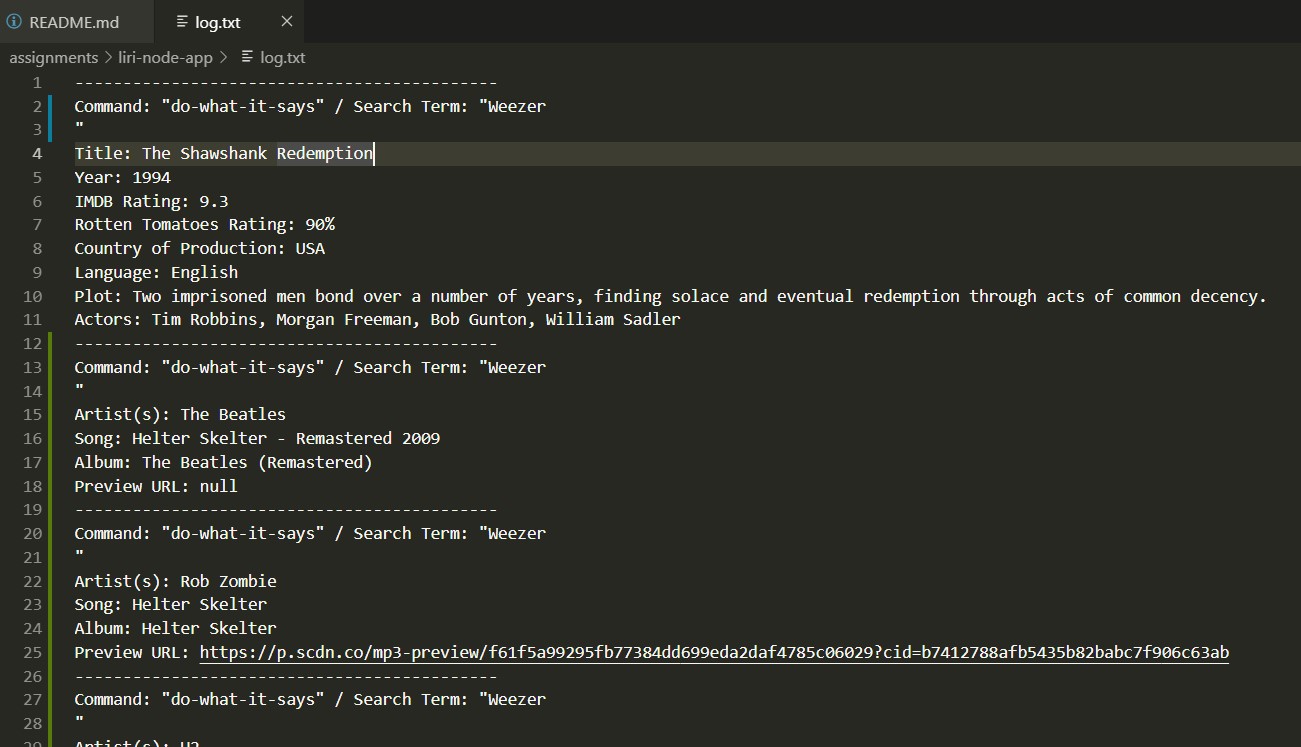 README.md
log.txt
assignments > liri-node-app > log.txt
1 --------------------------------------------
2 Command: "do-what-it-says" / Search Term: "Weezer
3 "
4 Title: The Shawshank Redemption
5 Year: 1994
6 IMDB Rating: 9.3
7 Rotten Tomatoes Rating: 90%
8 Country of Production: USA
9 Language: English
10 Plot: Two imprisoned men bond over a number of years, finding solace and eventual redemption through acts of common decency.
11 Actors: Tim Robbins, Morgan Freeman, Bob Gunton, William Sadler
12 --------------------------------------------
13 Command: "do-what-it-says" / Search Term: "Weezer
14 "
15 Artist(s): The Beatles
16 Song: Helter Skelter - Remastered 2009
17 Album: The Beatles (Remastered)
18 Preview URL: null
19 --------------------------------------------
20 Command: "do-what-it-says" / Search Term: "Weezer
21 "
22 Artist(s): Rob Zombie
23 Song: Helter Skelter
24 Album: Helter Skelter
25 Preview URL: https://p.scdn.co/mp3-preview/f61f5a99295fb77384dd699eda2daf4785c06029?cid=b7412788afb5435b82babc7f906c63ab
26 --------------------------------------------
27 Command: "do-what-it-says" / Search Term: "Weezer
28 "
29 Artist(s): U2